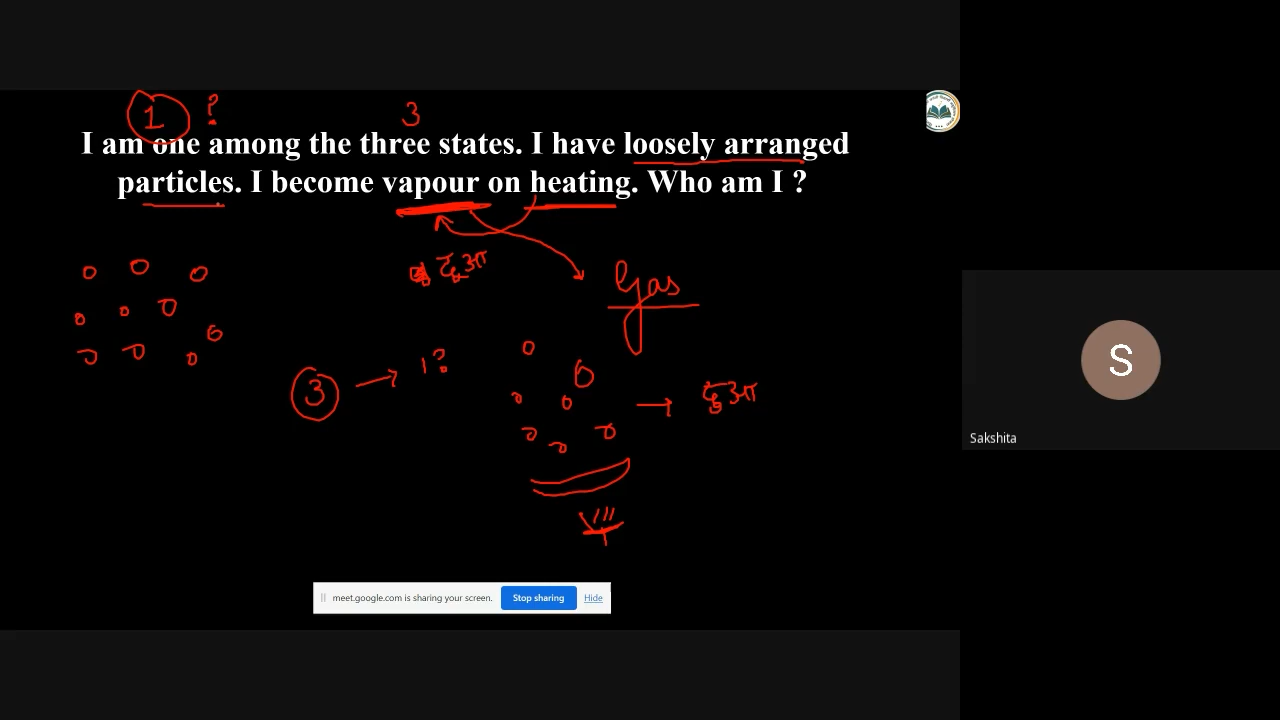 1 ? 3
I am one among the three states. I have loosely arranged
particles. I become vapour on heating. Who am I ?
Gas
3 1?
meet.google.com is sharing your screen. Stop sharing Hide
S
Sakshita